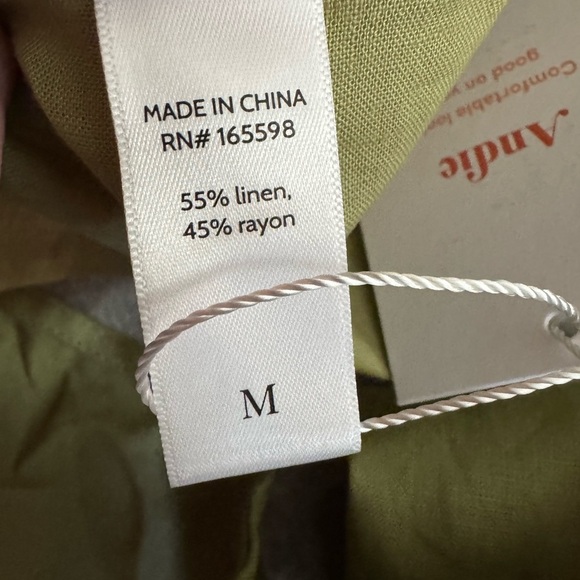 MADE IN CHINA
RN# 165598
55% linen,
45% rayon
M
Andie
Comfortable
good on